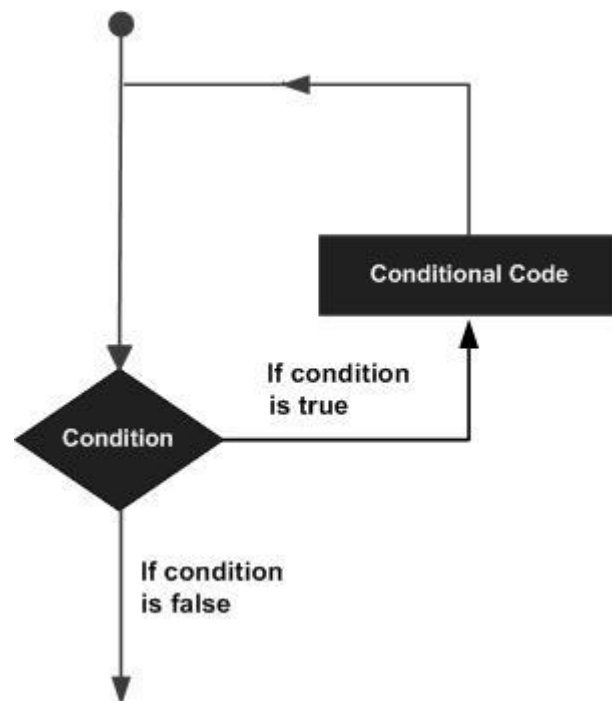 Conditional Code
If condition
is true
Condition
If condition
is false